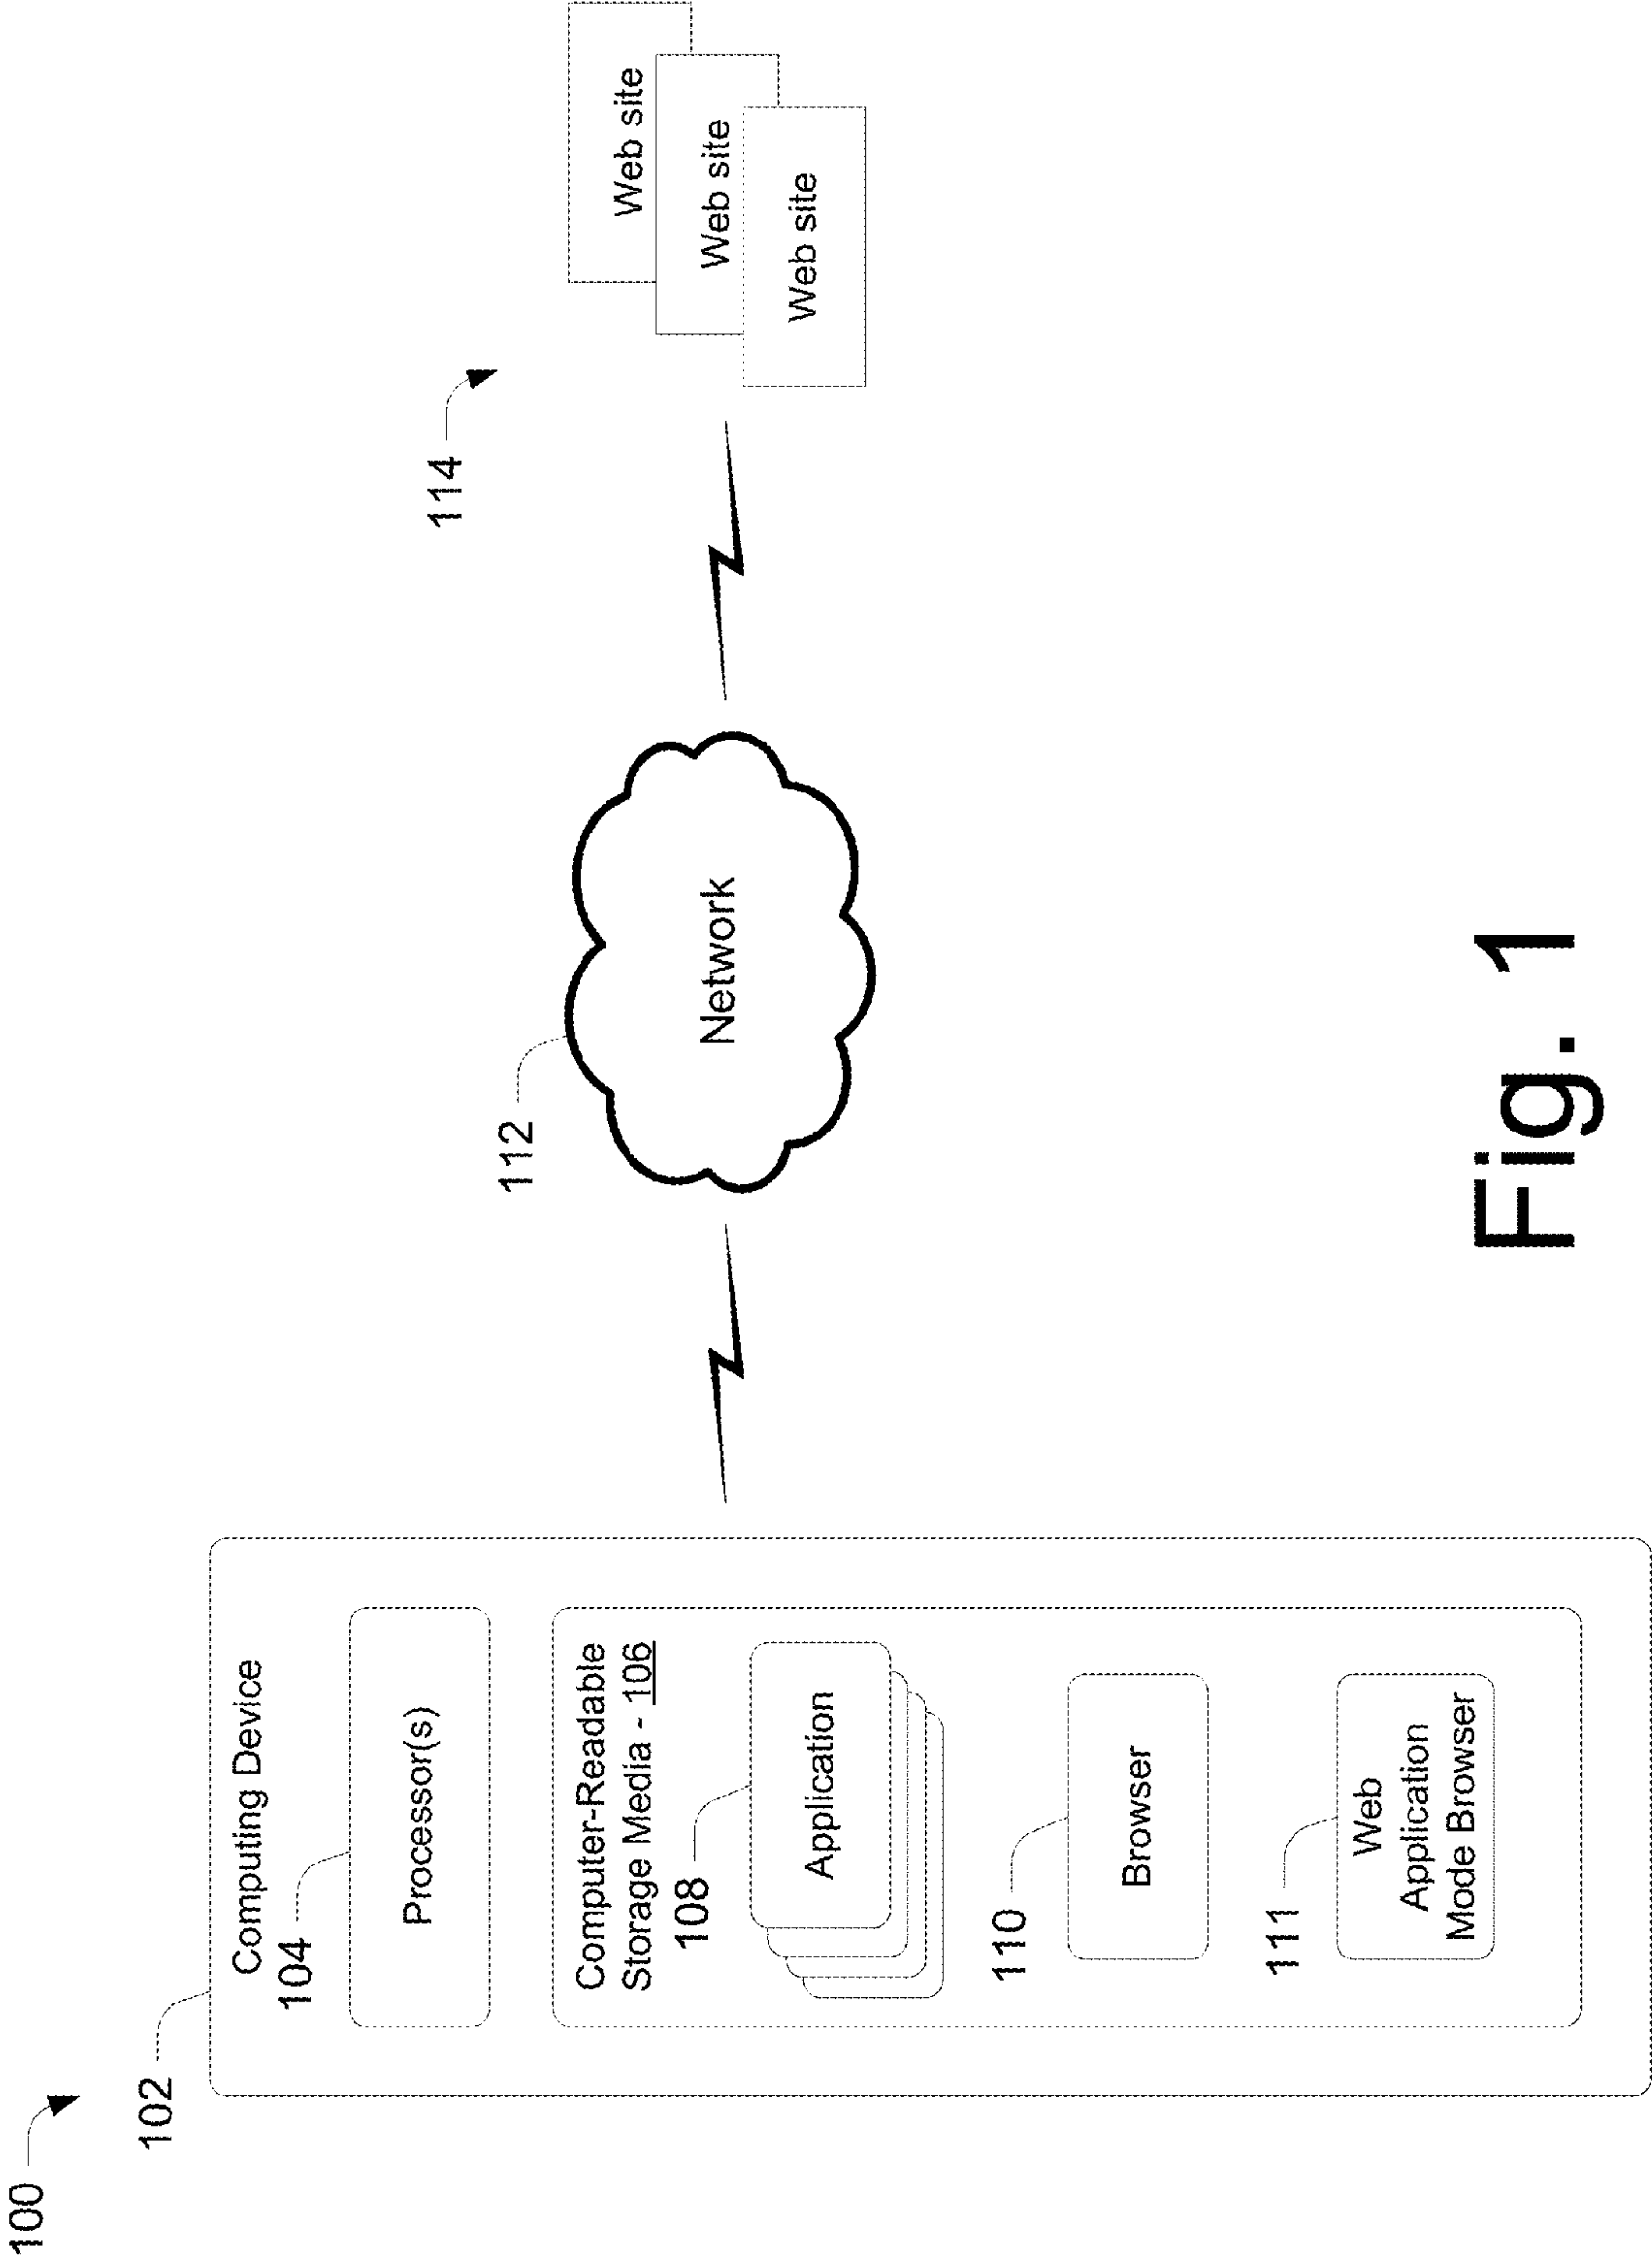 100
102
Computing Device
104
Processor(s)
Computer-Readable
Storage Media - 106
108
Application
110
Browser
111
Web
Application
Mode Browser
112
Network
114
Web site
Web site
Web site
Fig. 1